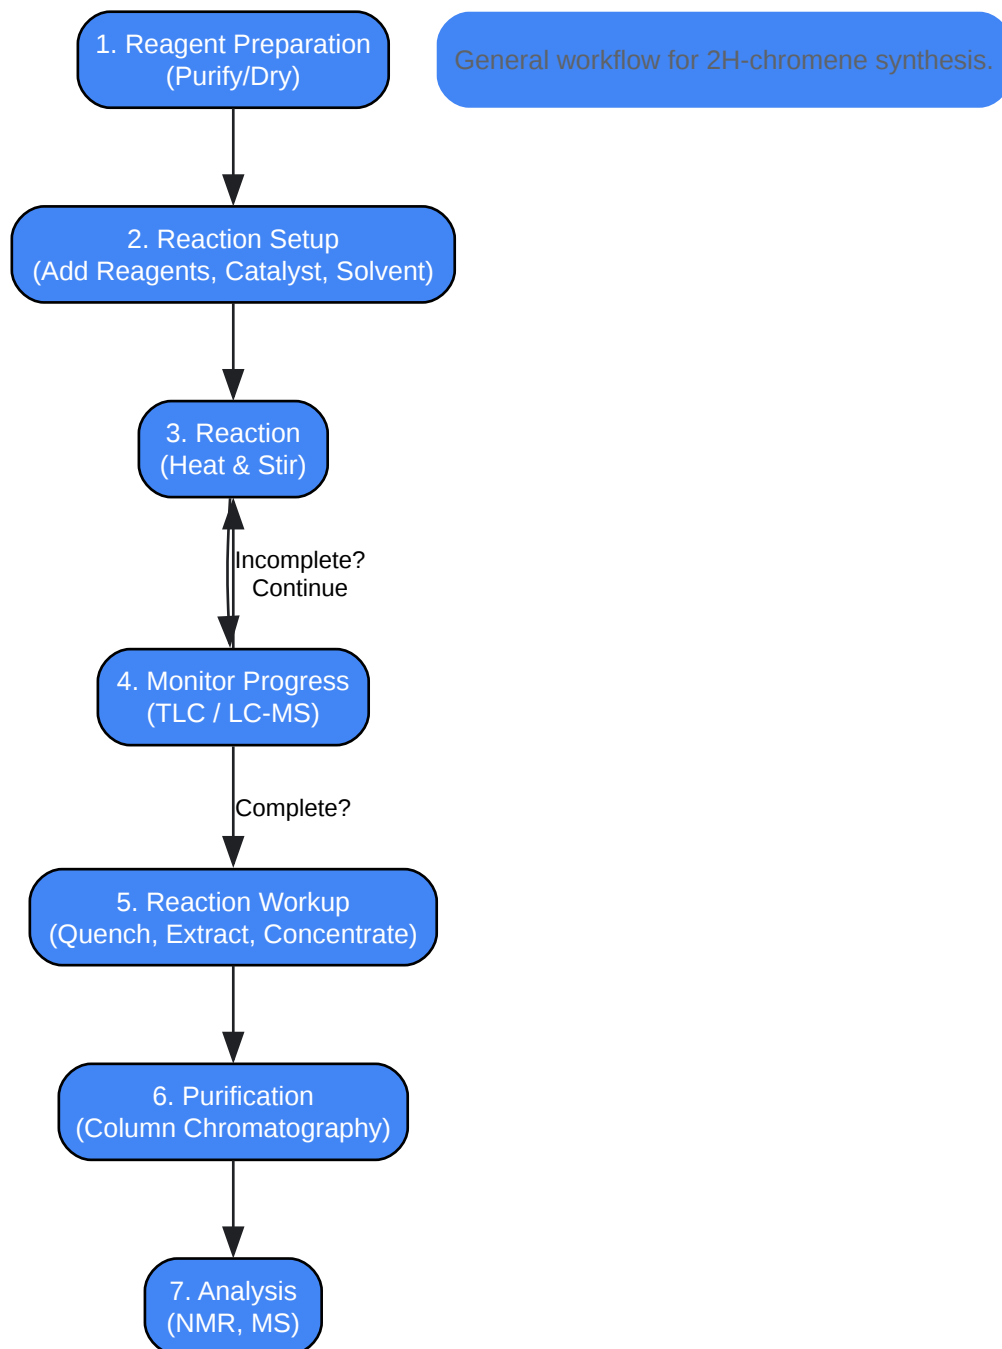 1. Reagent Preparation
(Purify/Dry)
General workflow for 2H-chromene synthesis.
2. Reaction Setup
(Add Reagents, Catalyst, Solvent)
3. Reaction
(Heat & Stir)
Incomplete?
Continue
4. Monitor Progress
(TLC / LC-MS)
Complete?
5. Reaction Workup
(Quench, Extract, Concentrate)
6. Purification
(Column Chromatography)
7. Analysis
(NMR, MS)